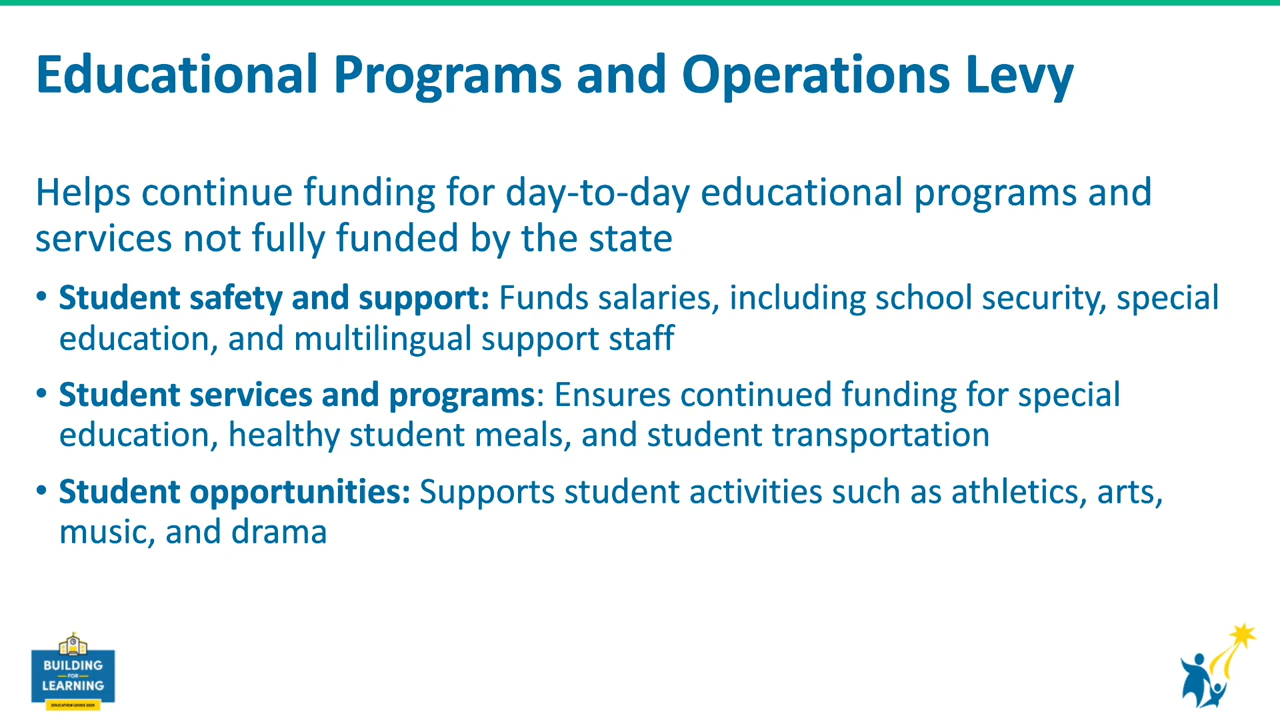 Educational Programs and Operations Levy
Helps continue funding for day-to-day educational programs and
services not fully funded by the state
• Student safety and support: Funds salaries, including school security, special
education, and multilingual support staff
• Student services and programs: Ensures continued funding for special
education, healthy student meals, and student transportation
• Student opportunities: Supports student activities such as athletics, arts,
music, and drama
BUILDING
FOR
LEARNING